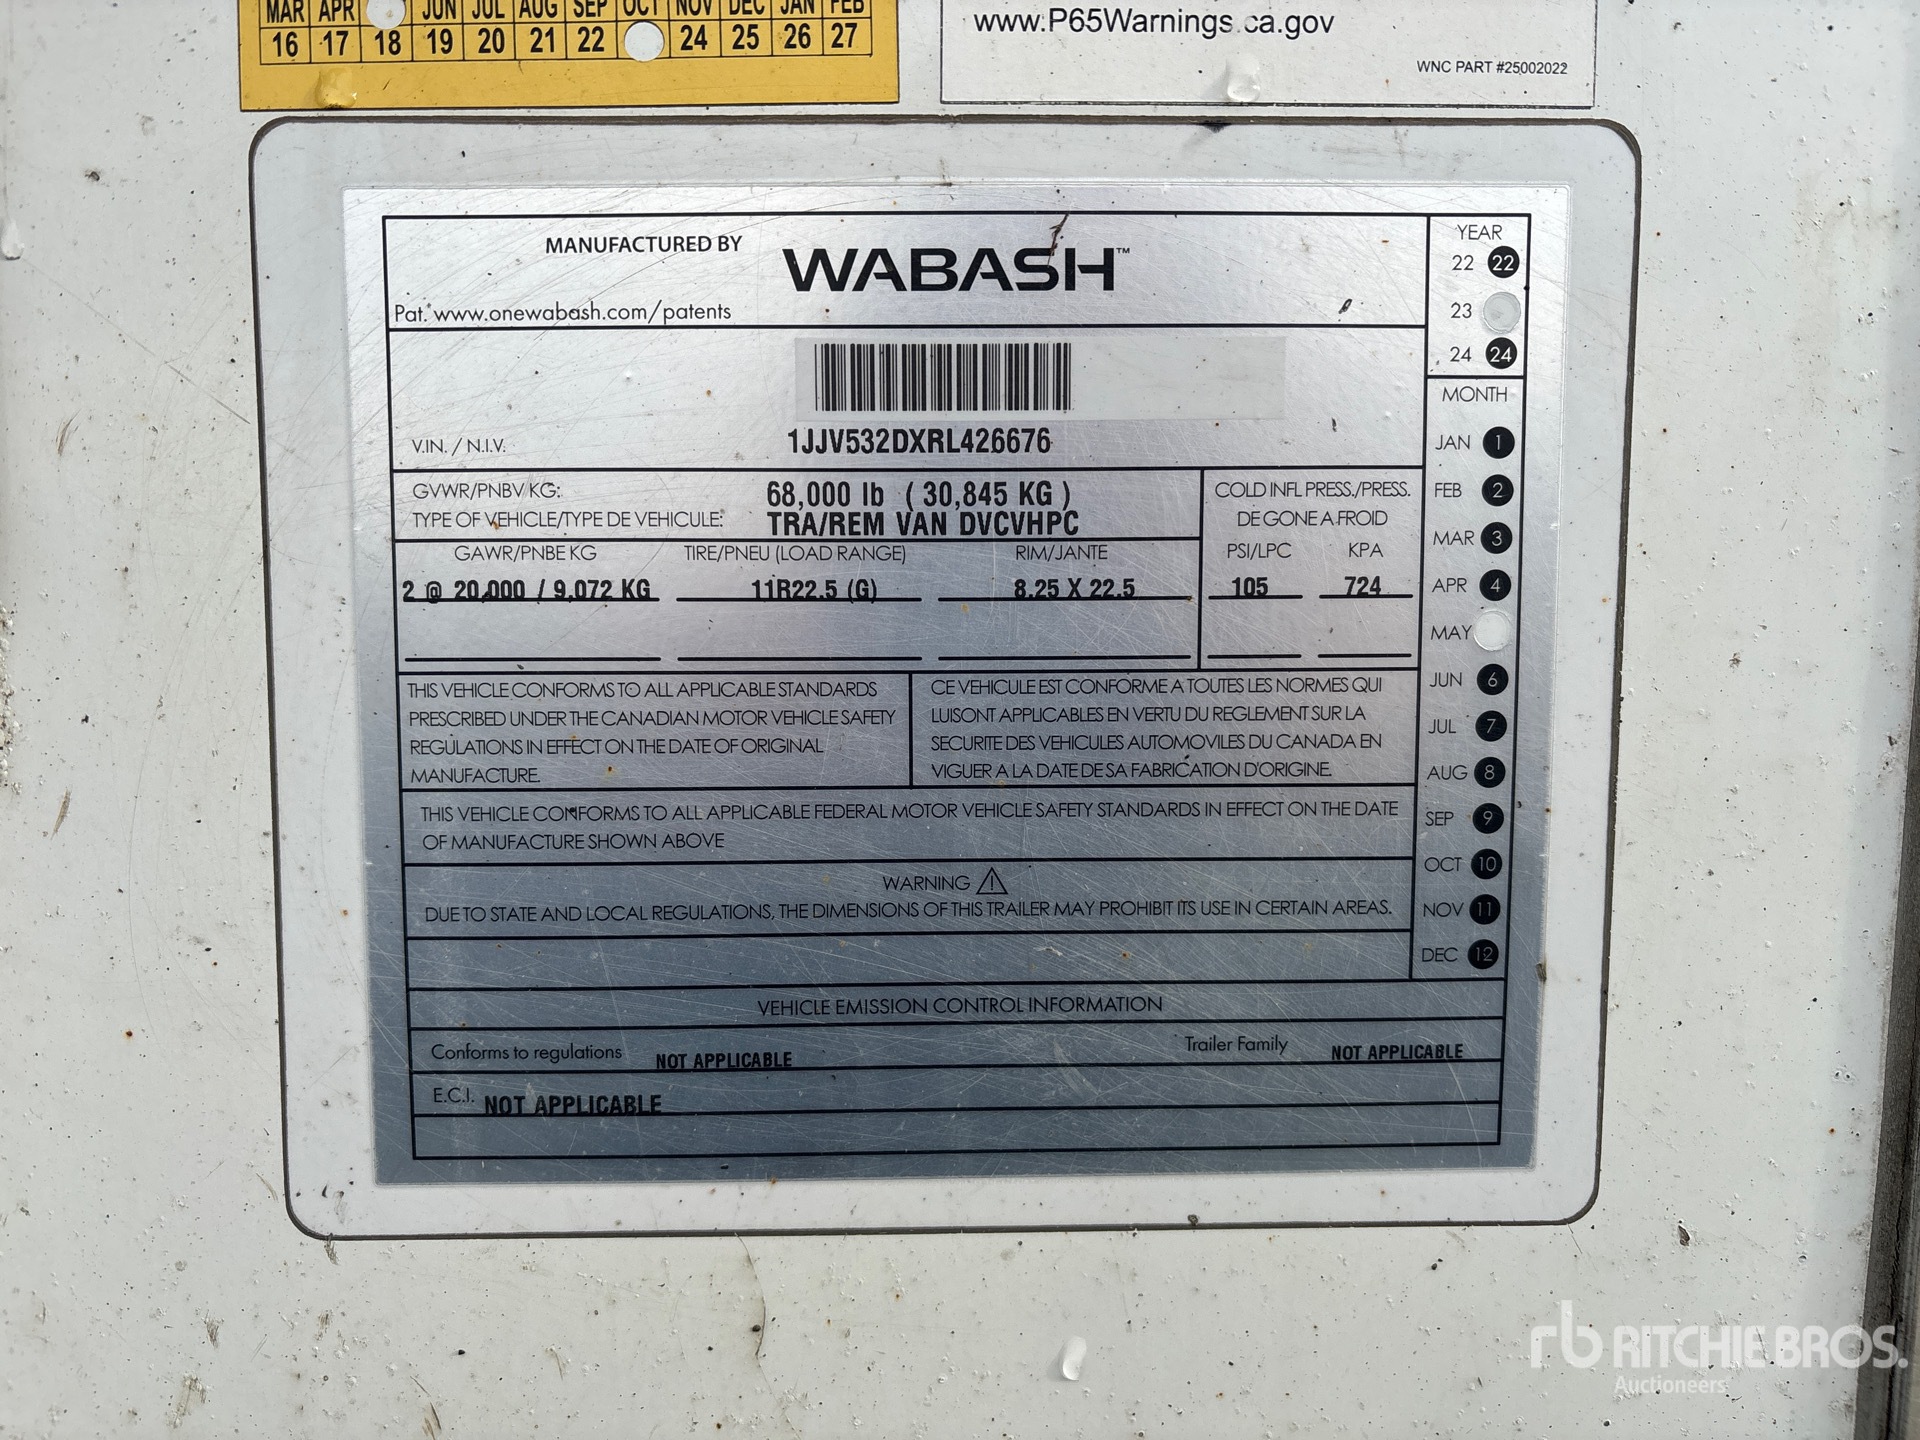 MAR APR JUN JUL AUG SEP OCT NOV DEC JAN FEB
16 17 18 19 20 21 22 24 25 26 27
www.P65Warnings.ca.gov
WNC PART #25002022
MANUFACTURED BY WABASH™
Pat. www.onewabash.com/patents
V.IN. / N.I.V. 1JJV532DXRL426676
GVWR/PNBV KG: 68,000 lb ( 30,845 KG )
TYPE OF VEHICLE/TYPE DE VEHICULE: TRA/REM VAN DVCVHPC
COLD INFL PRESS./PRESS.
DE GONE A FROID
GAWR/PNBE KG TIRE/PNEU (LOAD RANGE) RIM/JANTE PSI/LPC KPA
2 @ 20,000 / 9,072 KG 11R22.5 (G) 8.25 X 22.5 105 724
THIS VEHICLE CONFORMS TO ALL APPLICABLE STANDARDS
PRESCRIBED UNDER THE CANADIAN MOTOR VEHICLE SAFETY
REGULATIONS IN EFFECT ON THE DATE OF ORIGINAL
MANUFACTURE.
CE VEHICULE EST CONFORME A TOUTES LES NORMES QUI
LUISONT APPLICABLES EN VERTU DU REGLEMENT SUR LA
SECURITE DES VEHICULES AUTOMOVILES DU CANADA EN
VIGUER A LA DATE DE SA FABRICATION D'ORIGINE.
THIS VEHICLE CONFORMS TO ALL APPLICABLE FEDERAL MOTOR VEHICLE SAFETY STANDARDS IN EFFECT ON THE DATE
OF MANUFACTURE SHOWN ABOVE
WARNING
DUE TO STATE AND LOCAL REGULATIONS, THE DIMENSIONS OF THIS TRAILER MAY PROHIBIT ITS USE IN CERTAIN AREAS.
VEHICLE EMISSION CONTROL INFORMATION
Conforms to regulations NOT APPLICABLE Trailer Family NOT APPLICABLE
E.C.I. NOT APPLICABLE
YEAR
22 22
23
24 24
MONTH
JAN 1
FEB 2
MAR 3
APR 4
MAY
JUN 6
JUL 7
AUG 8
SEP 9
OCT 10
NOV 11
DEC 12
rb RITCHIE BROS.
Auctioneers